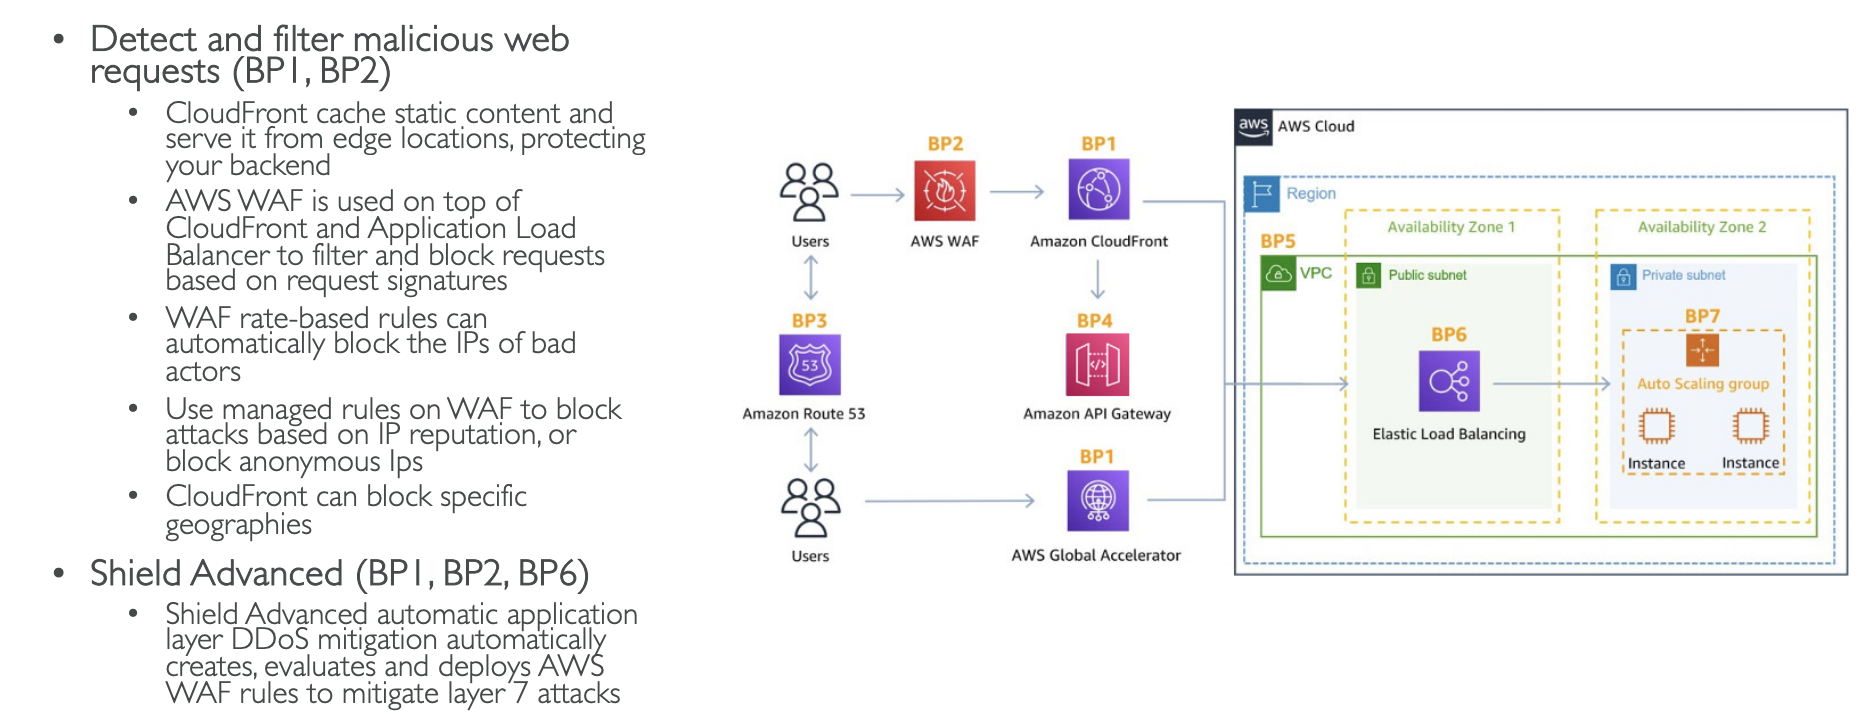 • Detect and filter malicious web
requests (BP1, BP2)
• CloudFront cache static content and
serve it from edge locations, protecting
your backend
• AWS WAF is used on top of
CloudFront and Application Load
Balancer to filter and block requests
based on request signatures
• WAF rate-based rules can
automatically block the IPs of bad
actors
• Use managed rules on WAF to block
attacks based on IP reputation, or
block anonymous Ips
• CloudFront can block specific
geographies
• Shield Advanced (BP1, BP2, BP6)
• Shield Advanced automatic application
layer DDoS mitigation automatically
creates, evaluates and deploys AWS
WAF rules to mitigate layer 7 attacks
Users
BP2
AWS WAF
BP1
Amazon CloudFront
BP3
53
Amazon Route 53
BP4
</>
Amazon API Gateway
Users
BP1
AWS Global Accelerator
aws
AWS Cloud
Region
BP5
VPC
Availability Zone 1
Public subnet
BP6
Elastic Load Balancing
Availability Zone 2
Private subnet
BP7
Auto Scaling group
Instance
Instance